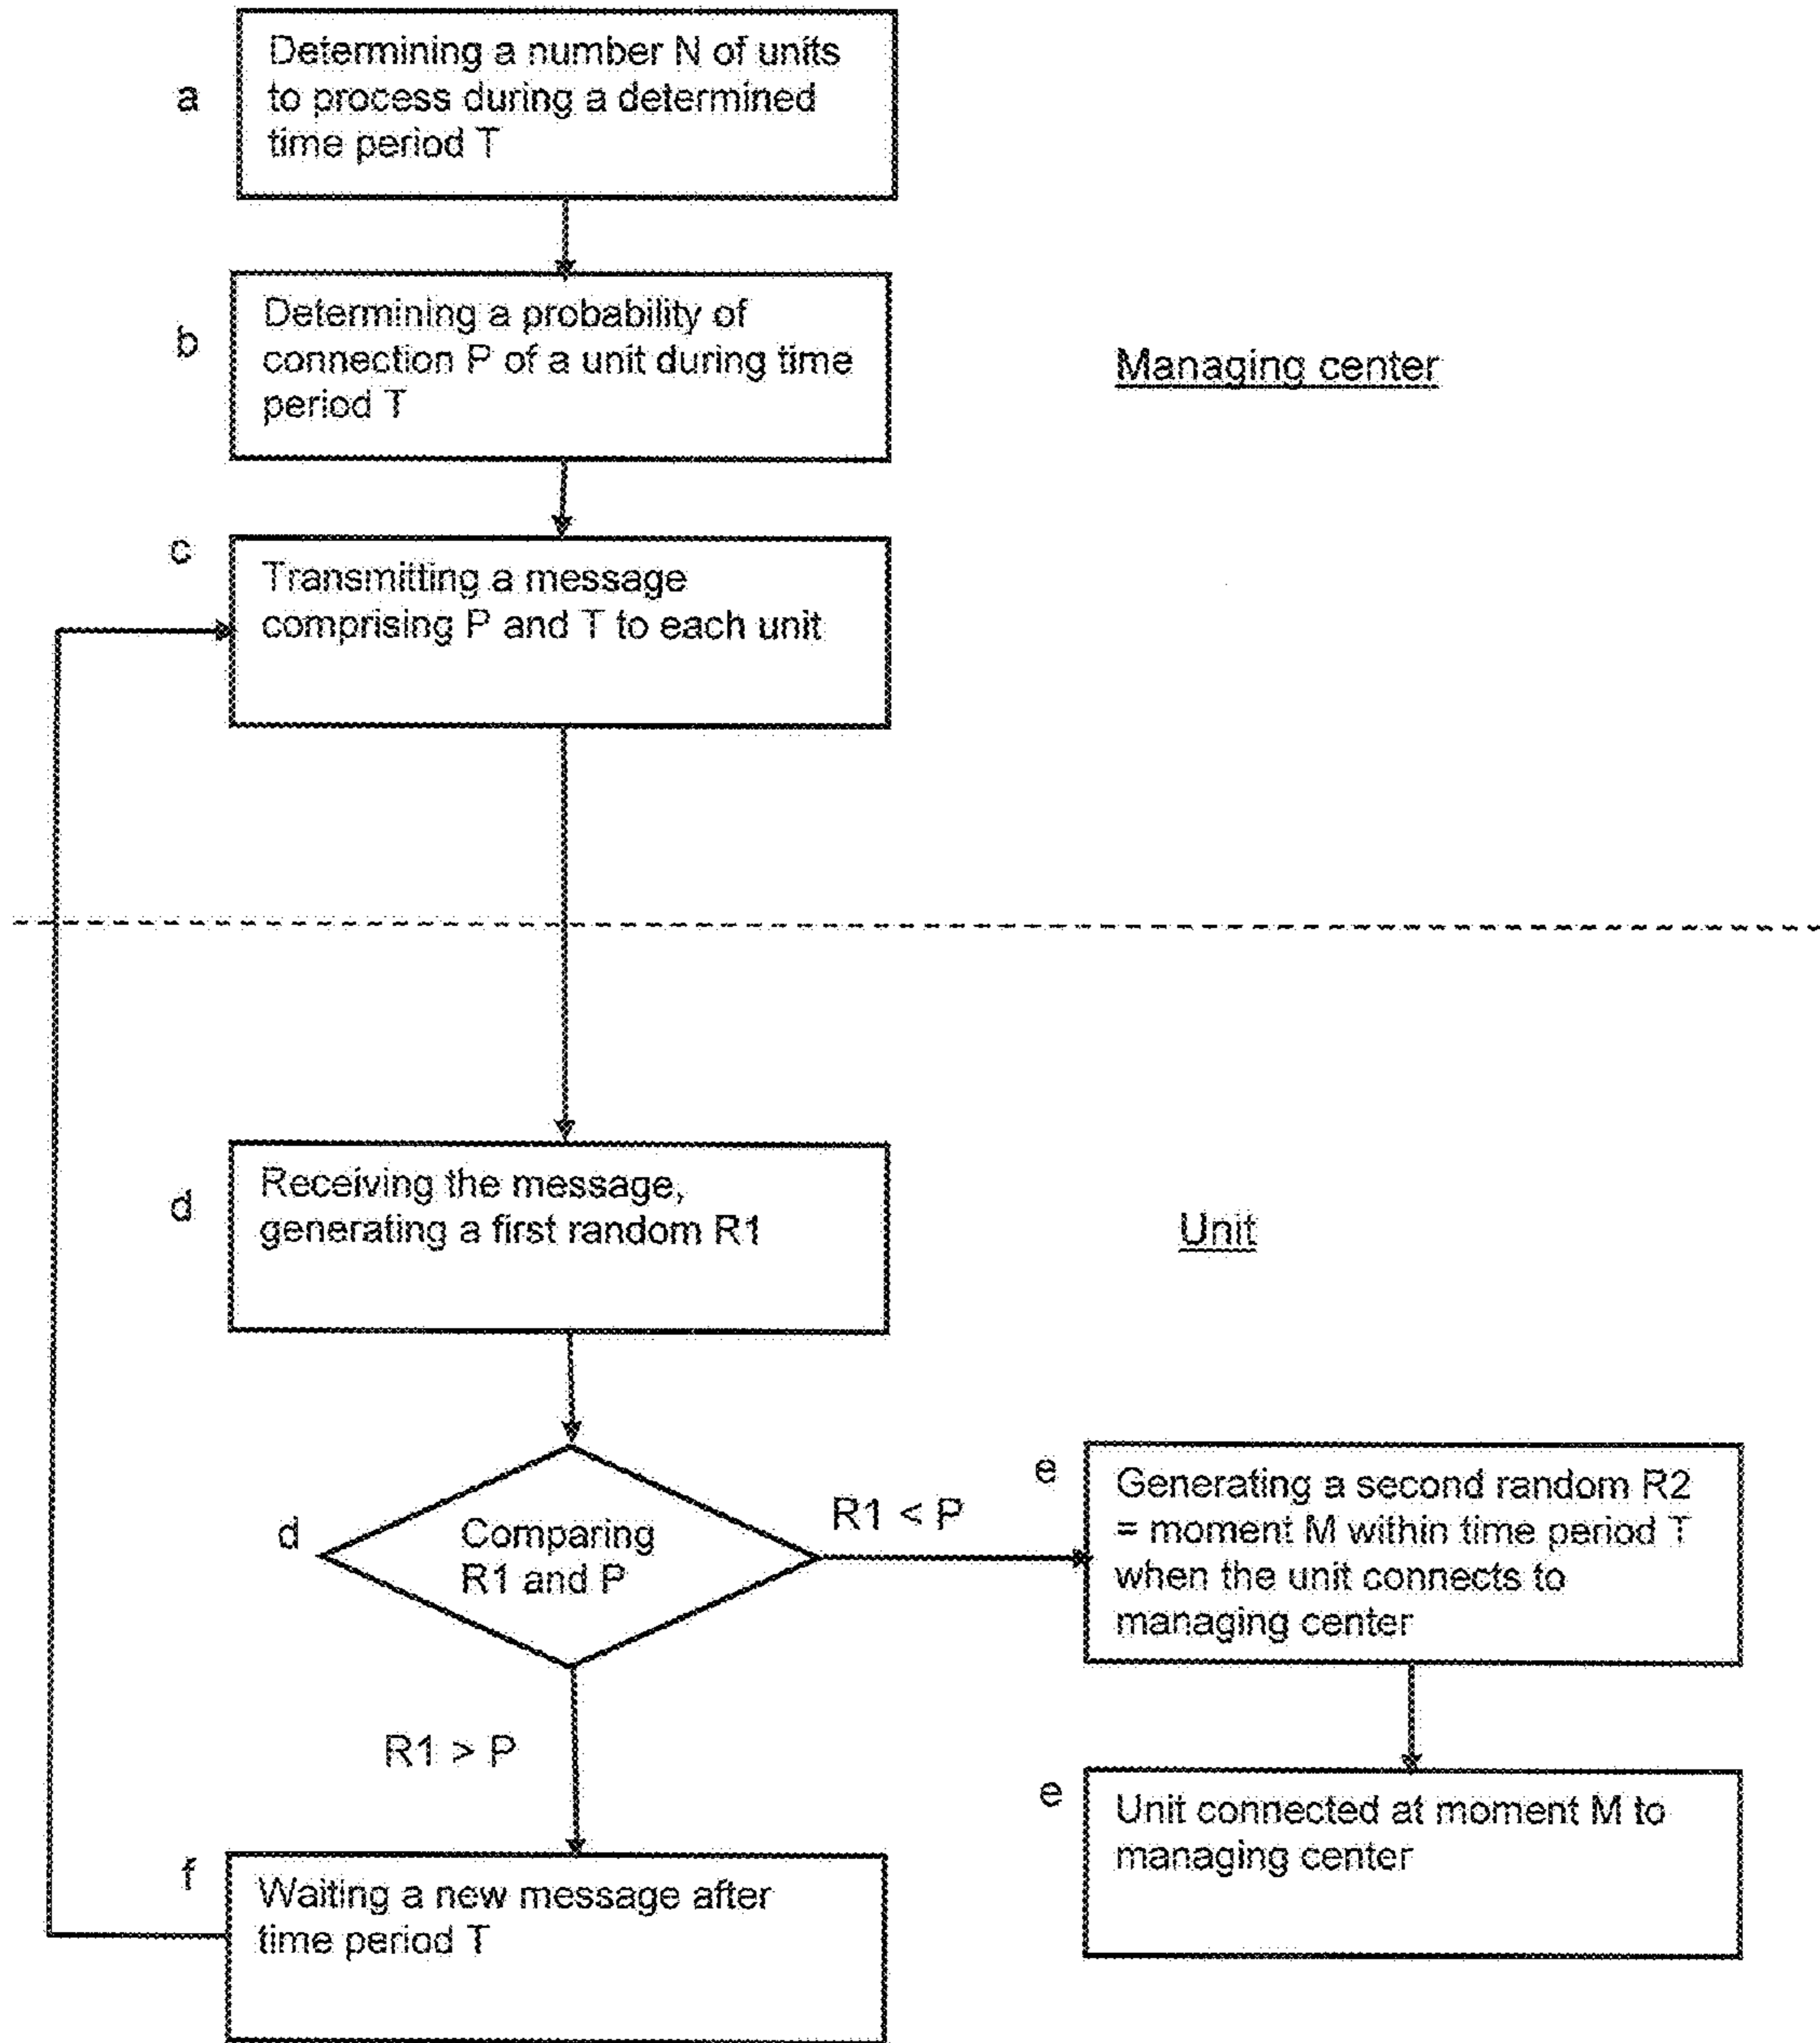 a
Determining a number N of units
to process during a determined
time period T
b
Determining a probability of
connection P of a unit during time
period T
Managing center
c
Transmitting a message
comprising P and T to each unit
d
Receiving the message,
generating a first random R1
Unit
d
Comparing
R1 and P
R1 < P
e
Generating a second random R2
= moment M within time period T
when the unit connects to
managing center
R1 > P
e
Unit connected at moment M to
managing center
f
Waiting a new message after
time period T